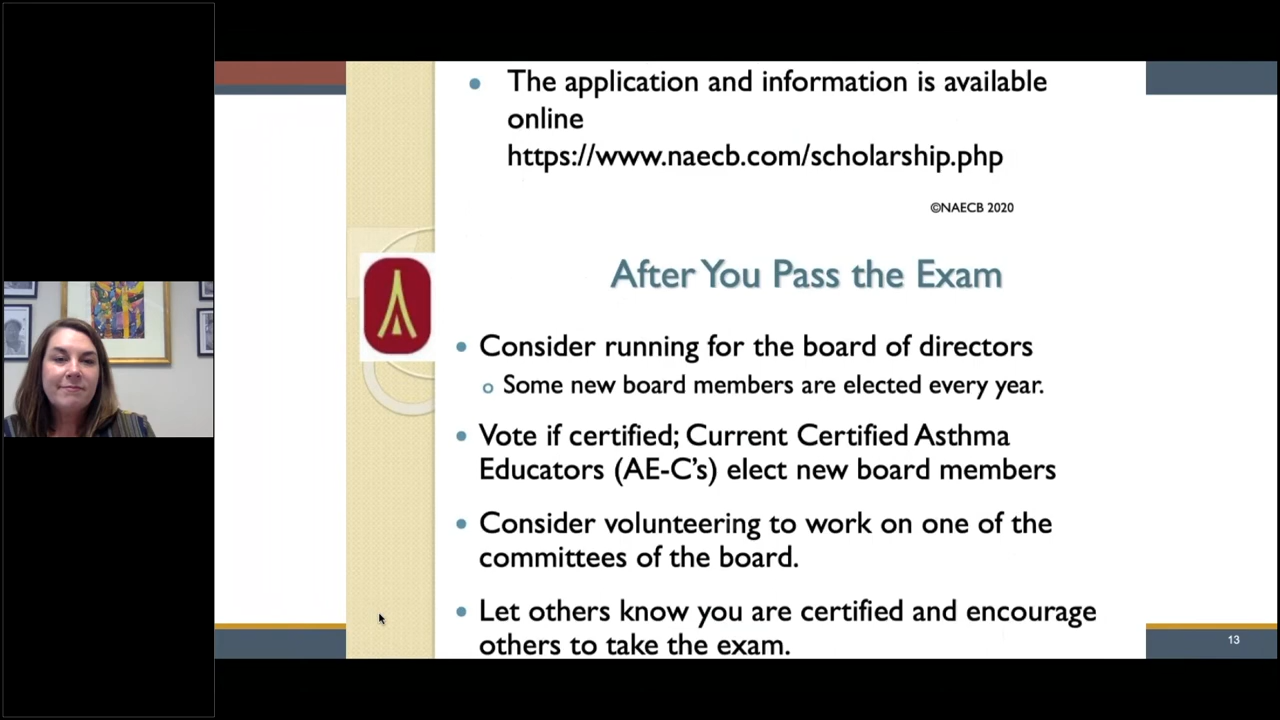 The application and information is available
online
https://www.naecb.com/scholarship.php
©NAECB 2020
After You Pass the Exam
Consider running for the board of directors
Some new board members are elected every year.
Vote if certified; Current Certified Asthma
Educators (AE-C’s) elect new board members
Consider volunteering to work on one of the
committees of the board.
Let others know you are certified and encourage
others to take the exam.
13